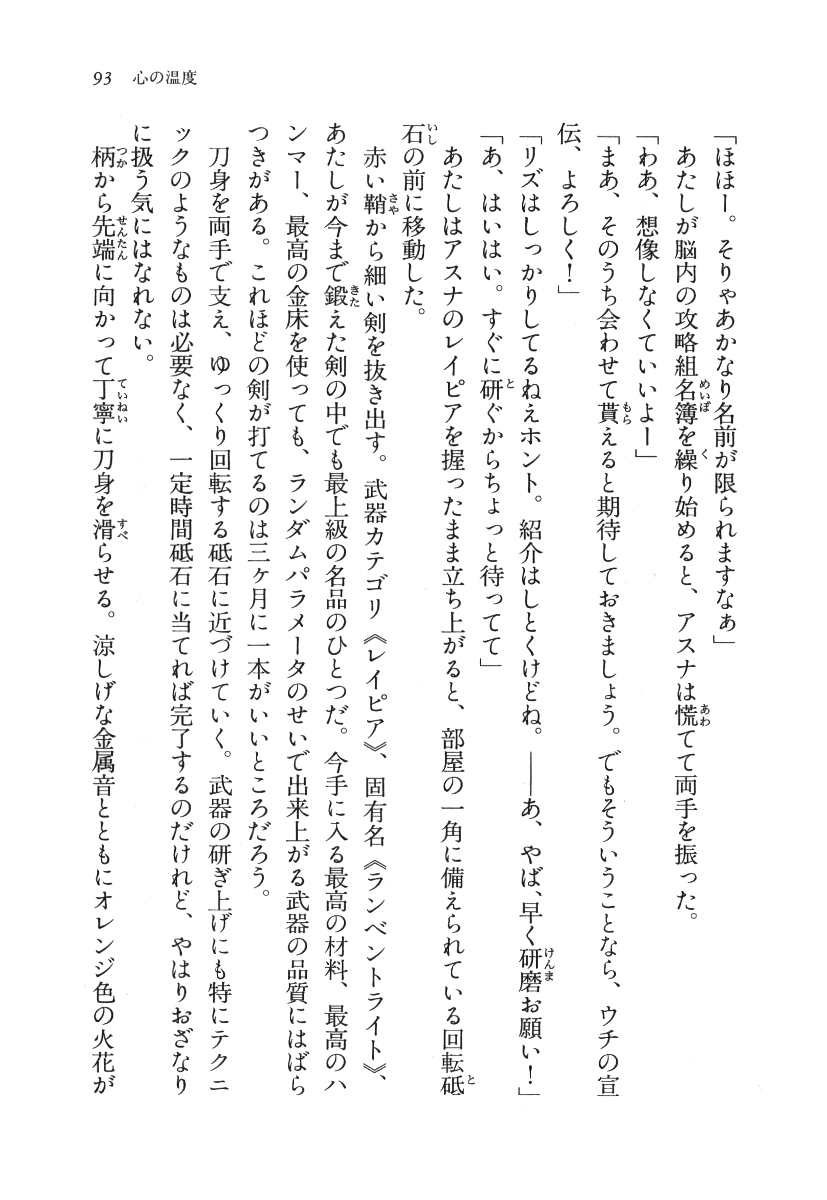 93 心の温度
「ほほー。そりゃあかなり名前が限られますなぁ」
あたしが脳内の攻略組名簿を繰り始めると、アスナは慌てて両手を振った。
「わあ、想像しなくていいよー」
「まあ、そのうち会わせて貰えると期待しておきましょう。でもそういうことなら、ウチの宣
伝、よろしく!」
「リズはしっかりしてるねえホント。紹介はしとくけどね。――あ、やば、早く研磨お願い!」
「あ、はいはい。すぐに研ぐからちょっと待ってて」
あたしはアスナのレイピアを握ったまま立ち上がると、部屋の一角に備えられている回転砥
石の前に移動した。
赤い鞘から細い剣を抜き出す。武器カテゴリ《レイピア》、固有名《ランベントライト》、
あたしが今まで鍛えた剣の中でも最上級の名品のひとつだ。今手に入る最高の材料、最高のハ
ンマー、最高の金床を使っても、ランダムパラメータのせいで出来上がる武器の品質にはばら
つきがある。これほどの剣が打てるのは三ヶ月に一本がいいところだろう。
刀身を両手で支え、ゆっくり回転する砥石に近づけていく。武器の研ぎ上げにも特にテクニ
ックのようなものは必要なく、一定時間砥石に当てれば完了するのだけれど、やはりおざなり
に扱う気にはなれない。
柄から先端に向かって丁寧に刀身を滑らせる。涼しげな金属音とともにオレンジ色の火花が